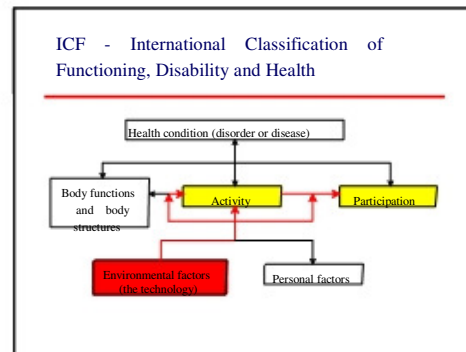 ICF - International Classification of
Functioning, Disability and Health
Health condition (disorder or disease)
Body functions
and body
structures
Activity
Participation
Environmental factors
(the technology)
Personal factors